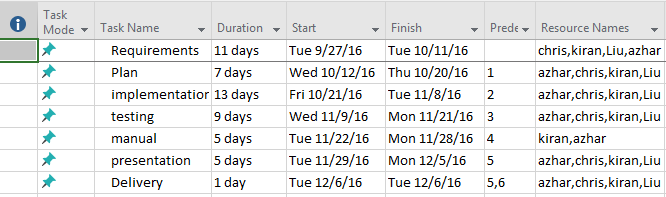 Task Mode Task Name Duration Start Finish Prede Resource Names
Requirements 11 days Tue 9/27/16 Tue 10/11/16 chris,kiran,Liu,azhar
Plan 7 days Wed 10/12/16 Thu 10/20/16 1 azhar,chris,kiran,Liu
implementation 13 days Fri 10/21/16 Tue 11/8/16 2 azhar,chris,kiran,Liu
testing 9 days Wed 11/9/16 Mon 11/21/16 3 azhar,chris,kiran,Liu
manual 5 days Tue 11/22/16 Mon 11/28/16 4 kiran,azhar
presentation 5 days Tue 11/29/16 Mon 12/5/16 5 azhar,chris,kiran,Liu
Delivery 1 day Tue 12/6/16 Tue 12/6/16 5,6 azhar,chris,kiran,Liu